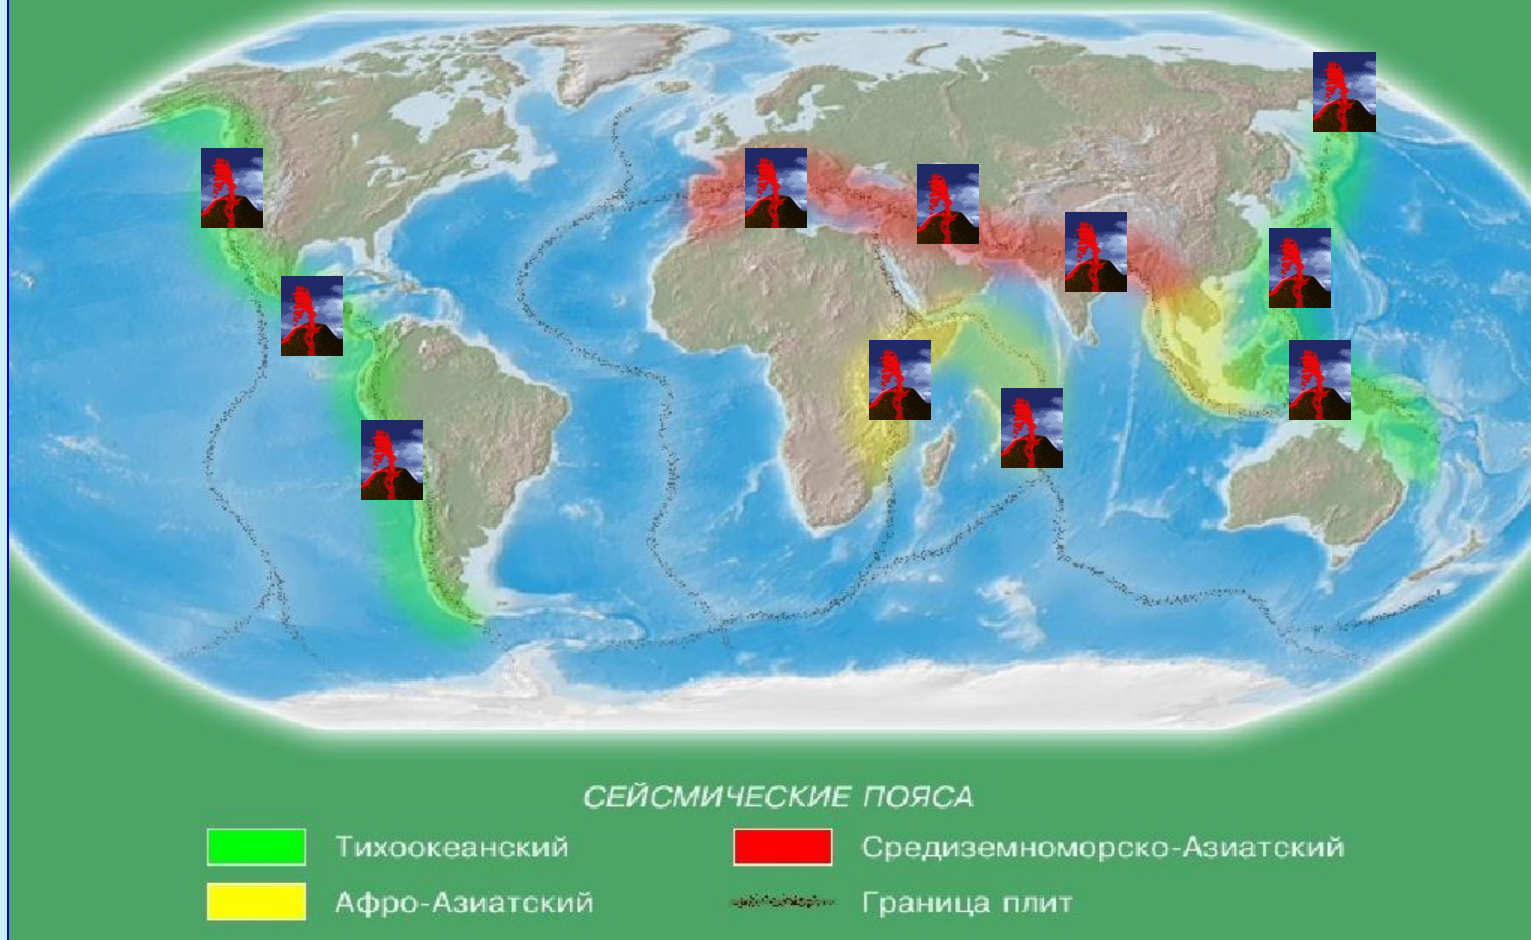 СЕЙСМИЧЕСКИЕ ПОЯСА
Тихоокеанский
Средиземноморско-Азиатский
Афро-Азиатский
Граница плит